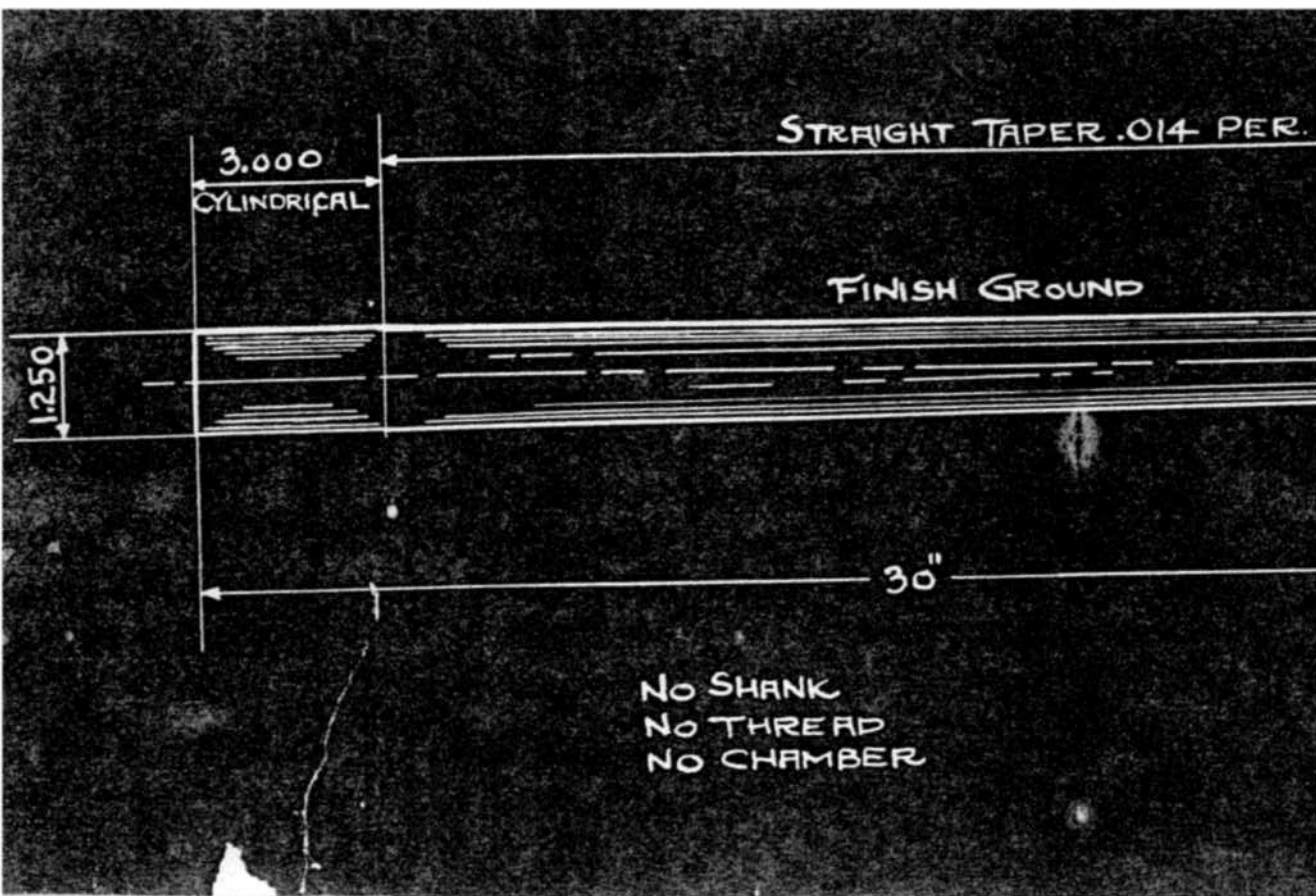 STRAIGHT TAPER .014 PER.
3.000
CYLINDRICAL
FINISH GROUND
1.250
30"
NO SHANK
NO THREAD
NO CHAMBER